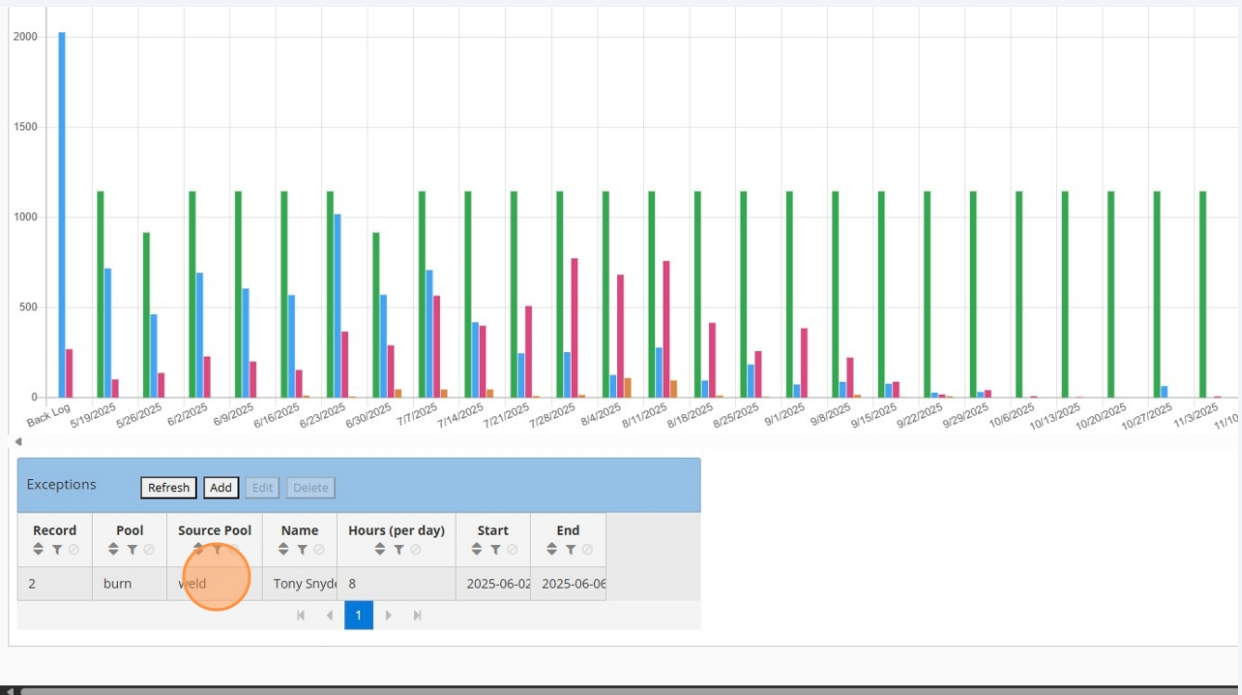 2000
1500
1000
500
0
Back Log 5/19/2025 5/26/2025 6/2/2025 6/9/2025 6/16/2025 6/23/2025 6/30/2025 7/7/2025 7/14/2025 7/21/2025 7/28/2025 8/4/2025 8/11/2025 8/18/2025 8/25/2025 9/1/2025 9/8/2025 9/15/2025 9/22/2025 9/29/2025 10/6/2025 10/13/2025 10/20/2025 10/27/2025 11/3/2025 11/10
Exceptions Refresh Add Edit Delete
Record Pool Source Pool Name Hours (per day) Start End
2 burn weld Tony Snyde 8 2025-06-02 2025-06-06
1